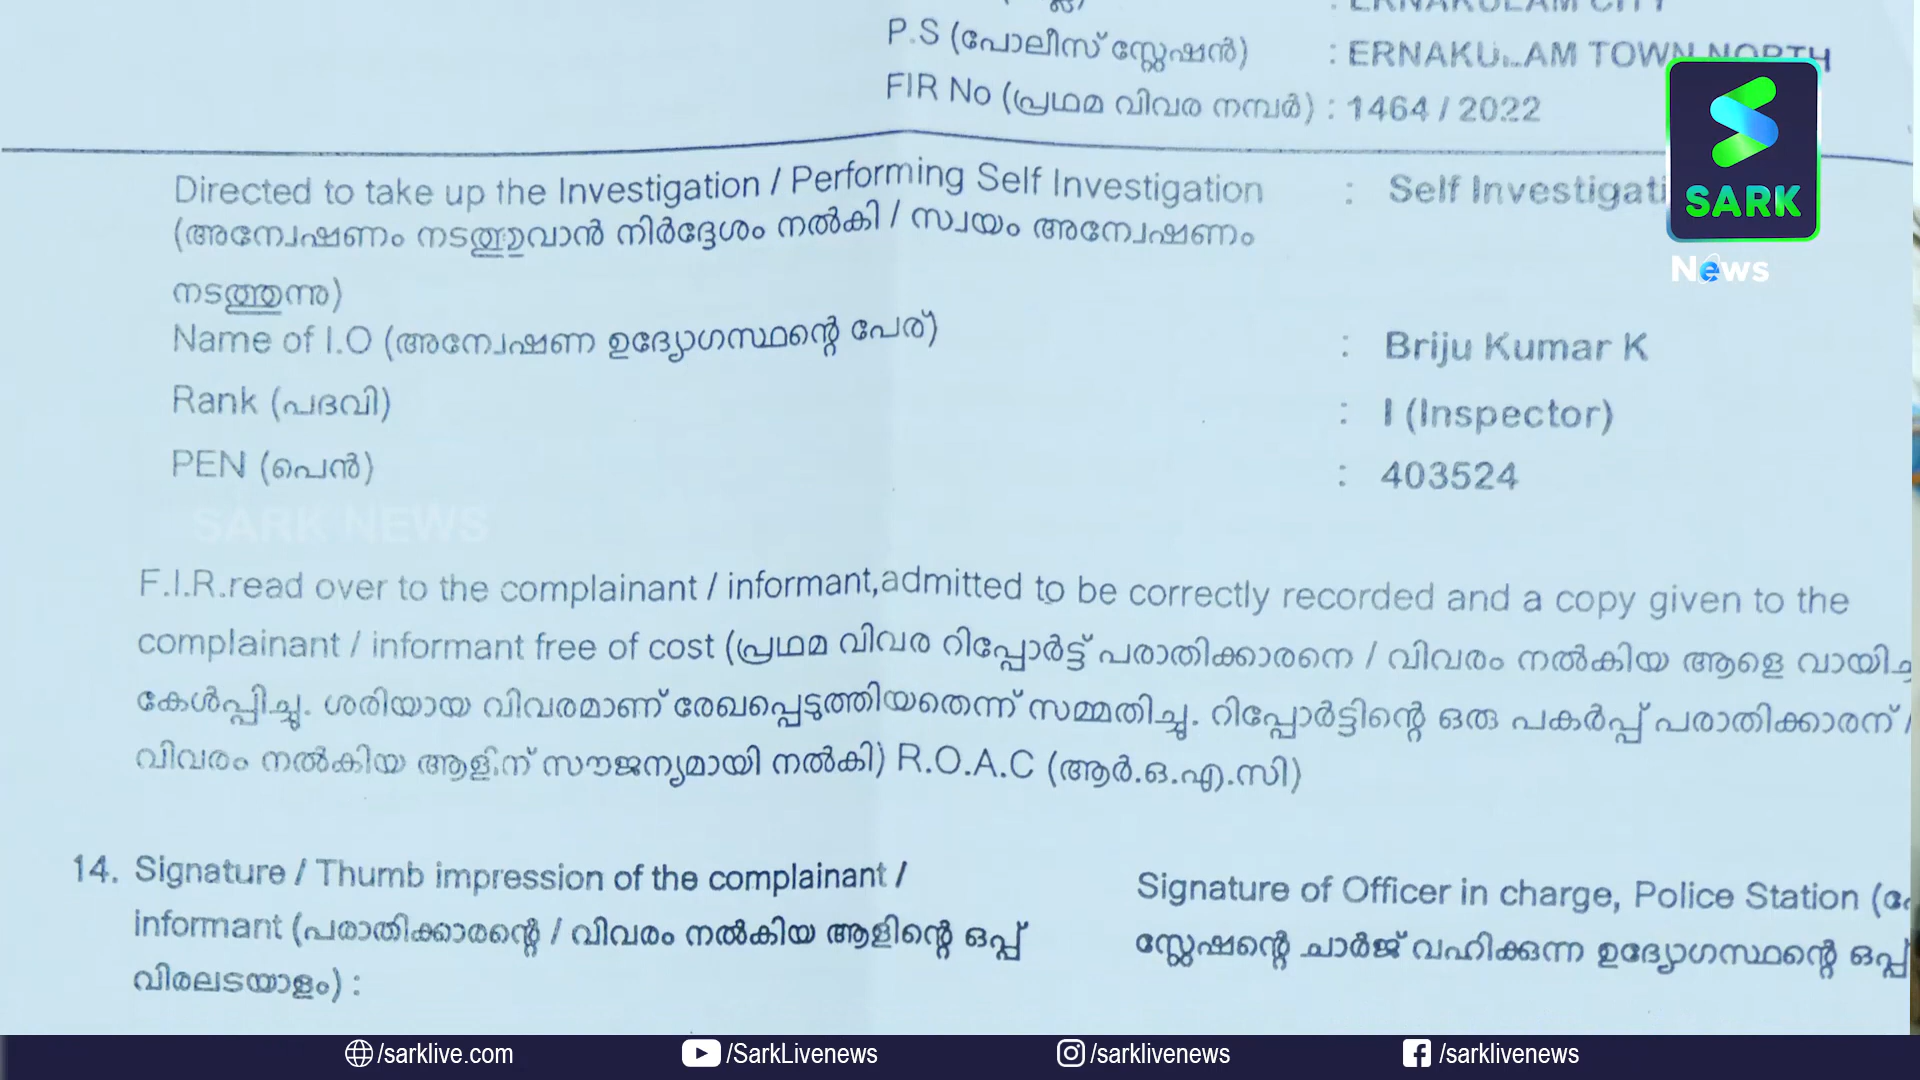 : ERNAKULAM CITY
P.S (പോലീസ് സ്റ്റേഷൻ) : ERNAKULAM TOWN NORTH
FIR No (പ്രഥമ വിവര നമ്പർ) : 1464 / 2022
Directed to take up the Investigation / Performing Self Investigation : Self Investigati
(അന്വേഷണം നടത്തുവാൻ നിർദ്ദേശം നൽകി / സ്വയം അന്വേഷണം
നടത്തുന്നു)
Name of I.O (അന്വേഷണ ഉദ്യോഗസ്ഥന്റെ പേര്) : Briju Kumar K
Rank (പദവി) : I (Inspector)
PEN (പെൻ) : 403524
SARK NEWS
F.I.R.read over to the complainant / informant,admitted to be correctly recorded and a copy given to the
complainant / informant free of cost (പ്രഥമ വിവര റിപ്പോർട്ട് പരാതിക്കാരനെ / വിവരം നൽകിയ ആളെ വായിച്ച
കേൾപ്പിച്ചു. ശരിയായ വിവരമാണ് രേഖപ്പെടുത്തിയതെന്ന് സമ്മതിച്ചു. റിപ്പോർട്ടിന്റെ ഒരു പകർപ്പ് പരാതിക്കാരന് /
വിവരം നൽകിയ ആളിന് സൗജന്യമായി നൽകി) R.O.A.C (ആർ.ഒ.എ.സി)
14. Signature / Thumb impression of the complainant /
informant (പരാതിക്കാരന്റെ / വിവരം നൽകിയ ആളിന്റെ ഒപ്പ്
വിരലടയാളം) :
Signature of Officer in charge, Police Station (
സ്റ്റേഷന്റെ ചാർജ് വഹിക്കുന്ന ഉദ്യോഗസ്ഥന്റെ ഒപ്പ്
SARK
News
/sarklive.com
/SarkLivenews
/sarklivenews
/sarklivenews